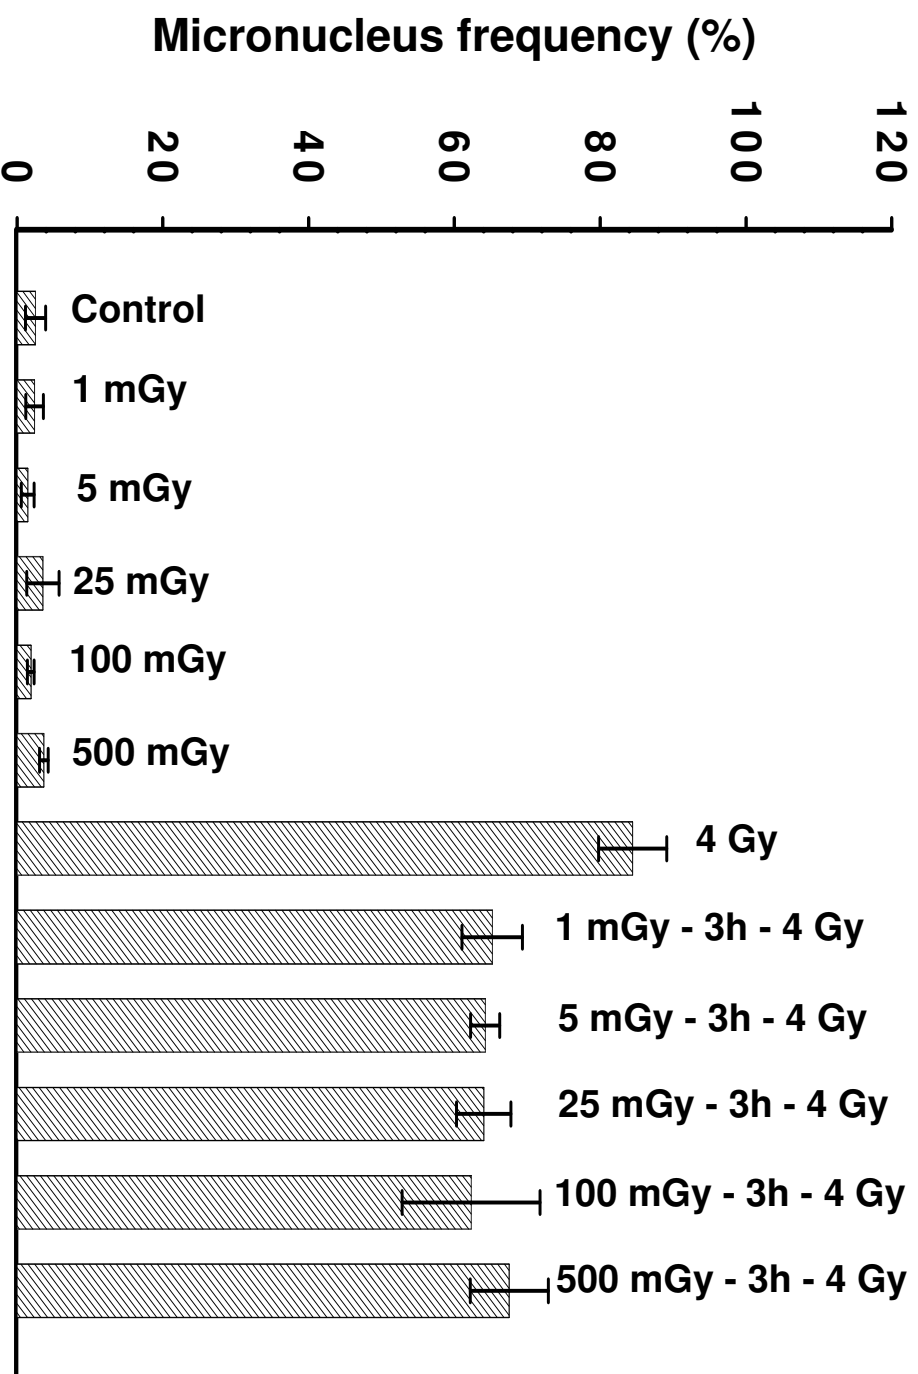 Micronucleus frequency (%)
0
20
40
60
80
100
120
Control
1 mGy
5 mGy
25 mGy
100 mGy
500 mGy
4 Gy
1 mGy - 3h - 4 Gy
5 mGy - 3h - 4 Gy
25 mGy - 3h - 4 Gy
100 mGy - 3h - 4 Gy
500 mGy - 3h - 4 Gy